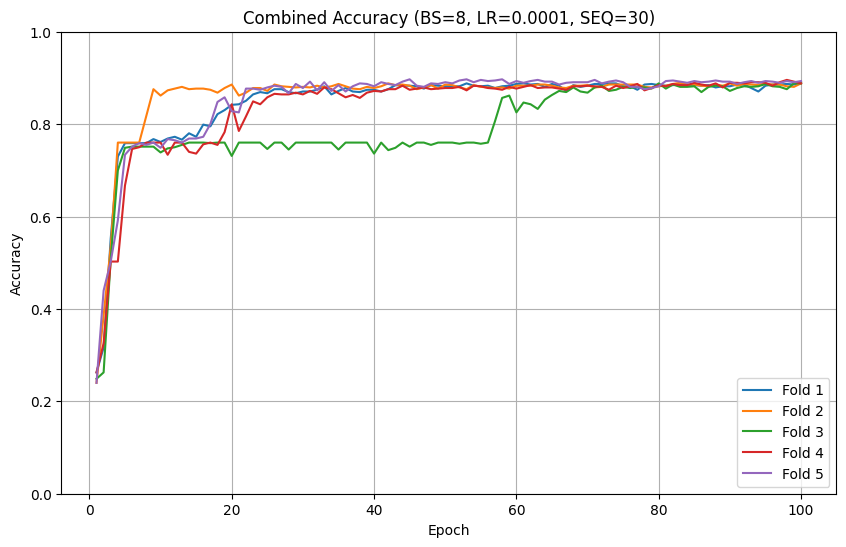 Combined Accuracy (BS=8, LR=0.0001, SEQ=30)
Accuracy
1.0
0.8
0.6
0.4
0.2
0.0
0 20 40 60 80 100
Epoch
Fold 1
Fold 2
Fold 3
Fold 4
Fold 5